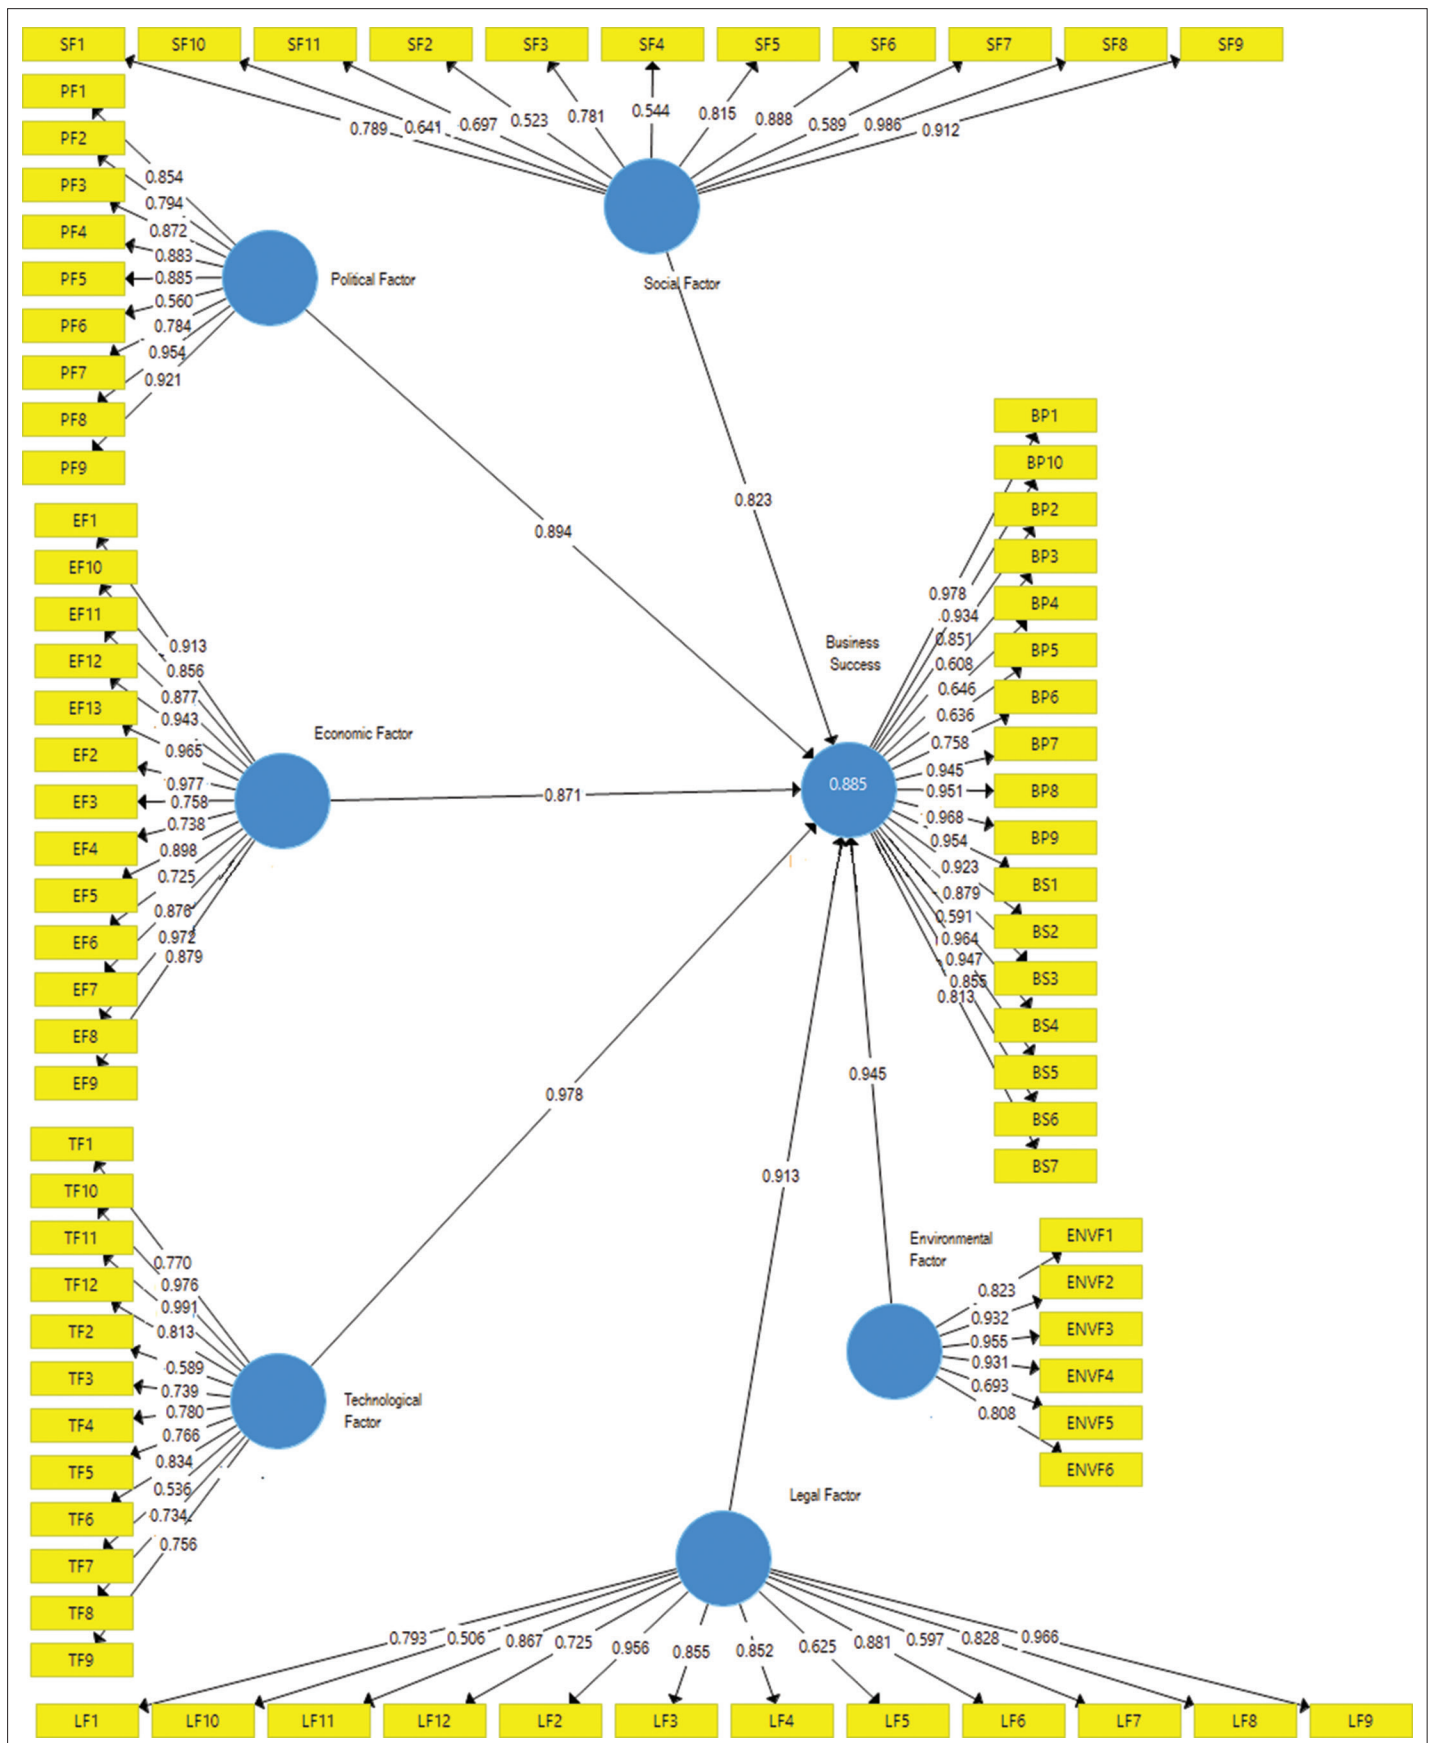 SF1 SF10 SF11 SF2 SF3 SF4 SF5 SF6 SF7 SF8 SF9
0.789 0.641 0.697 0.523 0.781 0.544 0.815 0.888 0.589 0.986 0.912
Social Factor
PF1
PF2
PF3
PF4
PF5
PF6
PF7
PF8
PF9
0.854
0.794
0.872
0.883
0.885
0.560
0.784
0.954
0.921
Political Factor
0.894
0.823
EF1
EF10
EF11
EF12
EF13
EF2
EF3
EF4
EF5
EF6
EF7
EF8
EF9
0.913
0.856
0.877
0.943
0.965
0.977
0.758
0.738
0.898
0.725
0.876
0.972
0.879
Economic Factor
0.871
Business
Success
0.885
BP1
BP10
BP2
BP3
BP4
BP5
BP6
BP7
BP8
BP9
BS1
BS2
BS3
BS4
BS5
BS6
BS7
0.978
0.934
0.851
0.608
0.646
0.636
0.758
0.945
0.951
0.968
0.954
0.923
0.879
0.591
0.964
0.947
0.855
0.813
0.978
0.913
0.945
TF1
TF10
TF11
TF12
TF2
TF3
TF4
TF5
TF6
TF7
TF8
TF9
0.770
0.976
0.991
0.813
0.589
0.739
0.780
0.766
0.834
0.536
0.734
0.756
Technological
Factor
Environmental
Factor
ENVF1
ENVF2
ENVF3
ENVF4
ENVF5
ENVF6
0.823
0.932
0.955
0.931
0.693
0.808
Legal Factor
0.793 0.506 0.867 0.725 0.956 0.855 0.852 0.625 0.881 0.597 0.828 0.966
LF1 LF10 LF11 LF12 LF2 LF3 LF4 LF5 LF6 LF7 LF8 LF9